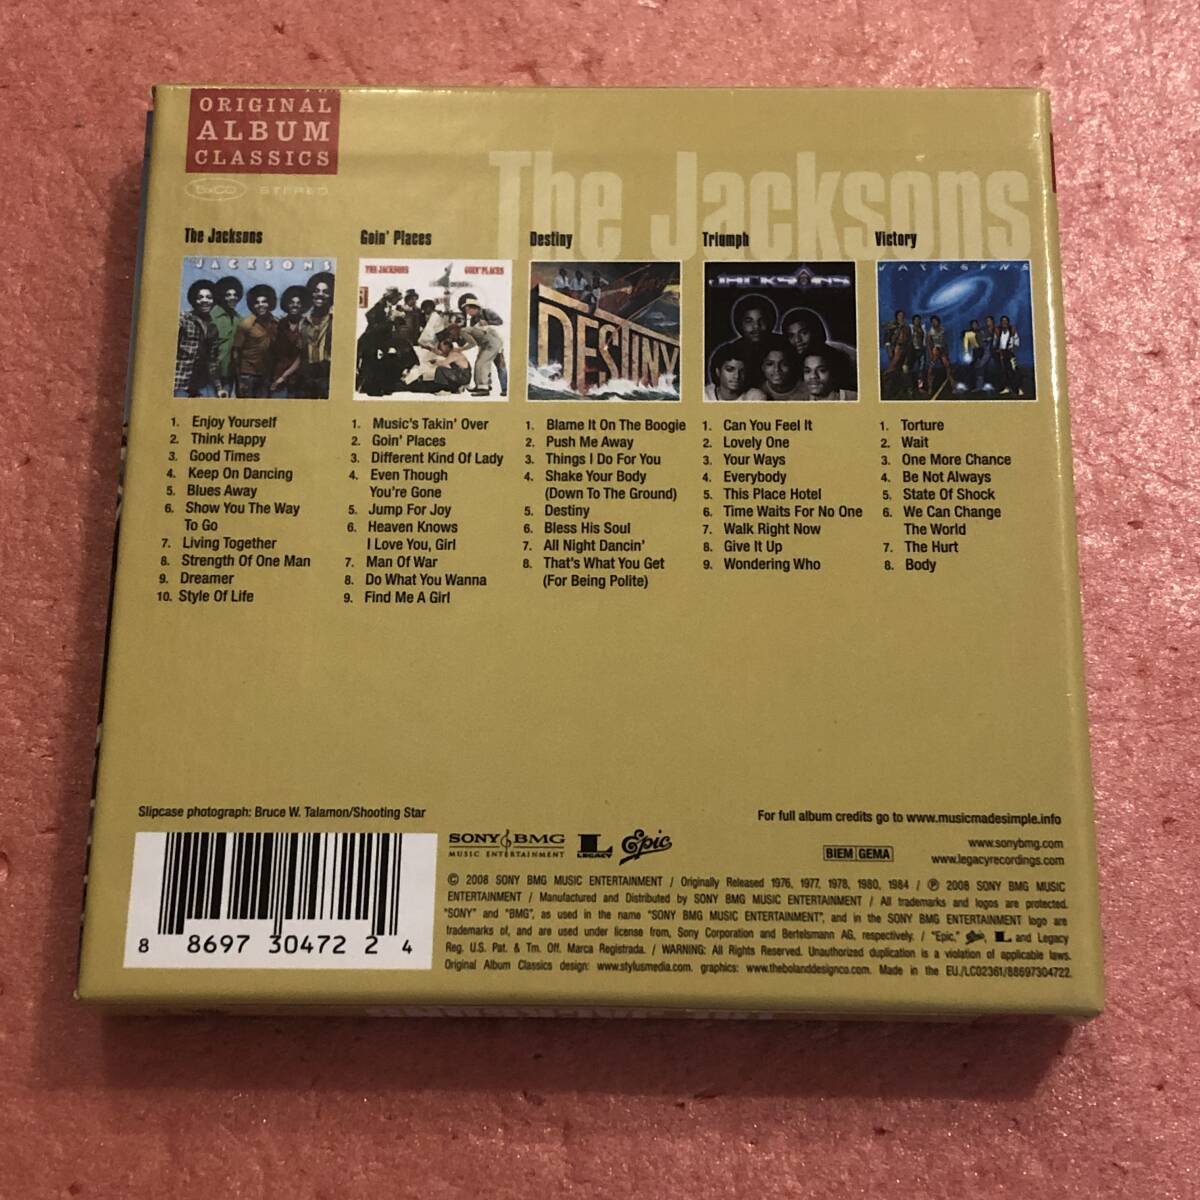 ORIGINAL
ALBUM
CLASSICS
5xCD STEREO
The Jacksons
The Jacksons
JACKSONS
1. Enjoy Yourself
2. Think Happy
3. Good Times
4. Keep On Dancing
5. Blues Away
6. Show You The Way
To Go
7. Living Together
8. Strength Of One Man
9. Dreamer
10. Style Of Life
Goin' Places
THE JACKSONS GOIN' PLACES
1. Music's Takin' Over
2. Goin' Places
3. Different Kind Of Lady
4. Even Though
You're Gone
5. Jump For Joy
6. Heaven Knows
I Love You, Girl
7. Man Of War
8. Do What You Wanna
9. Find Me A Girl
Destiny
DESTINY
1. Blame It On The Boogie
2. Push Me Away
3. Things I Do For You
4. Shake Your Body
(Down To The Ground)
5. Destiny
6. Bless His Soul
7. All Night Dancin'
8. That's What You Get
(For Being Polite)
Triumph
JACKSONS
1. Can You Feel It
2. Lovely One
3. Your Ways
4. Everybody
5. This Place Hotel
6. Time Waits For No One
7. Walk Right Now
8. Give It Up
9. Wondering Who
Victory
JACKSONS
1. Torture
2. Wait
3. One More Chance
4. Be Not Always
5. State Of Shock
6. We Can Change
The World
7. The Hurt
8. Body
Slipcase photograph: Bruce W. Talamon/Shooting Star
8 8697 30472 2 4
SONY BMG
MUSIC ENTERTAINMENT
L
LEGACY
Epic
For full album credits go to www.musicmadesimple.info
BIEM GEMA
www.sonybmg.com
www.legacyrecordings.com
© 2008 SONY BMG MUSIC ENTERTAINMENT / Originally Released 1976, 1977, 1978, 1980, 1984 / ℗ 2008 SONY BMG MUSIC
ENTERTAINMENT / Manufactured and Distributed by SONY BMG MUSIC ENTERTAINMENT / All trademarks and logos are protected.
"SONY" and "BMG", as used in the name "SONY BMG MUSIC ENTERTAINMENT", and in the SONY BMG ENTERTAINMENT logo are
trademarks of, and are used under license from, Sony Corporation and Bertelsmann AG, respectively. / "Epic," Epic, L and Legacy
Reg. U.S. Pat. & Tm. Off. Marca Registrada. / WARNING: All Rights Reserved. Unauthorized duplication is a violation of applicable laws.
Original Album Classics design: www.stylusmedia.com. graphics: www.thebolanddesignco.com. Made in the EU./LC02361/88697304722.